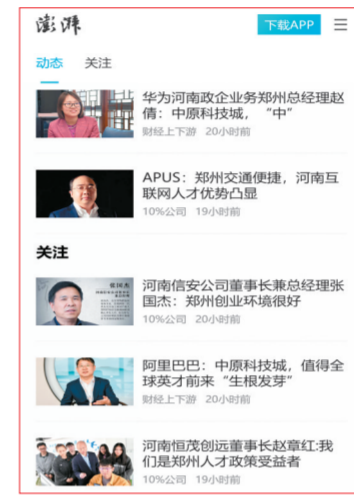 澎湃
下载APP
动态 关注
华为河南政企业务郑州总经理赵
倩：中原科技城，“中”
财经上下游 20小时前
APUS：郑州交通便捷，河南互
联网人才优势凸显
10%公司 19小时前
关注
张国杰
河南信安公司董事长兼总经理张
国杰：郑州创业环境很好
10%公司 20小时前
阿里巴巴：中原科技城，值得全
球英才前来“生根发芽”
财经上下游 20小时前
河南恒茂创远董事长赵章红:我
们是郑州人才政策受益者
10%公司 19小时前